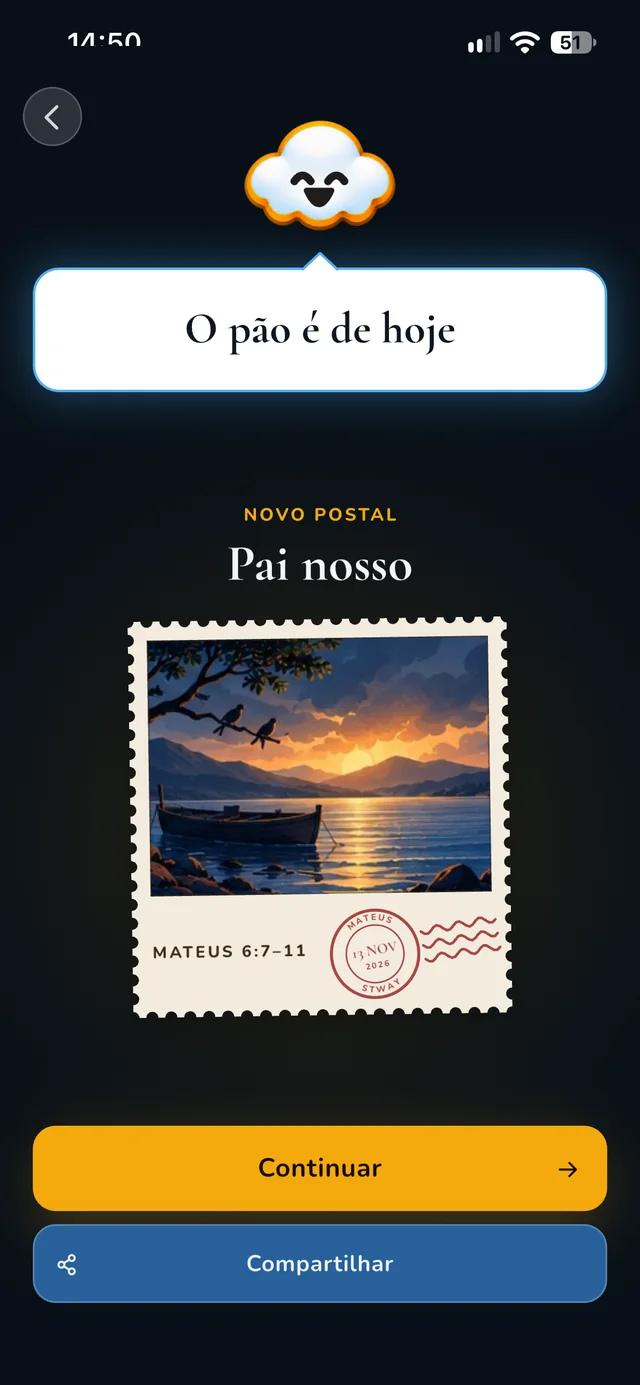 14:50
51
O pão é de hoje
NOVO POSTAL
Pai nosso
MATEUS 6:7–11
MATEUS
13 NOV
2026
STWAY
Continuar
Compartilhar